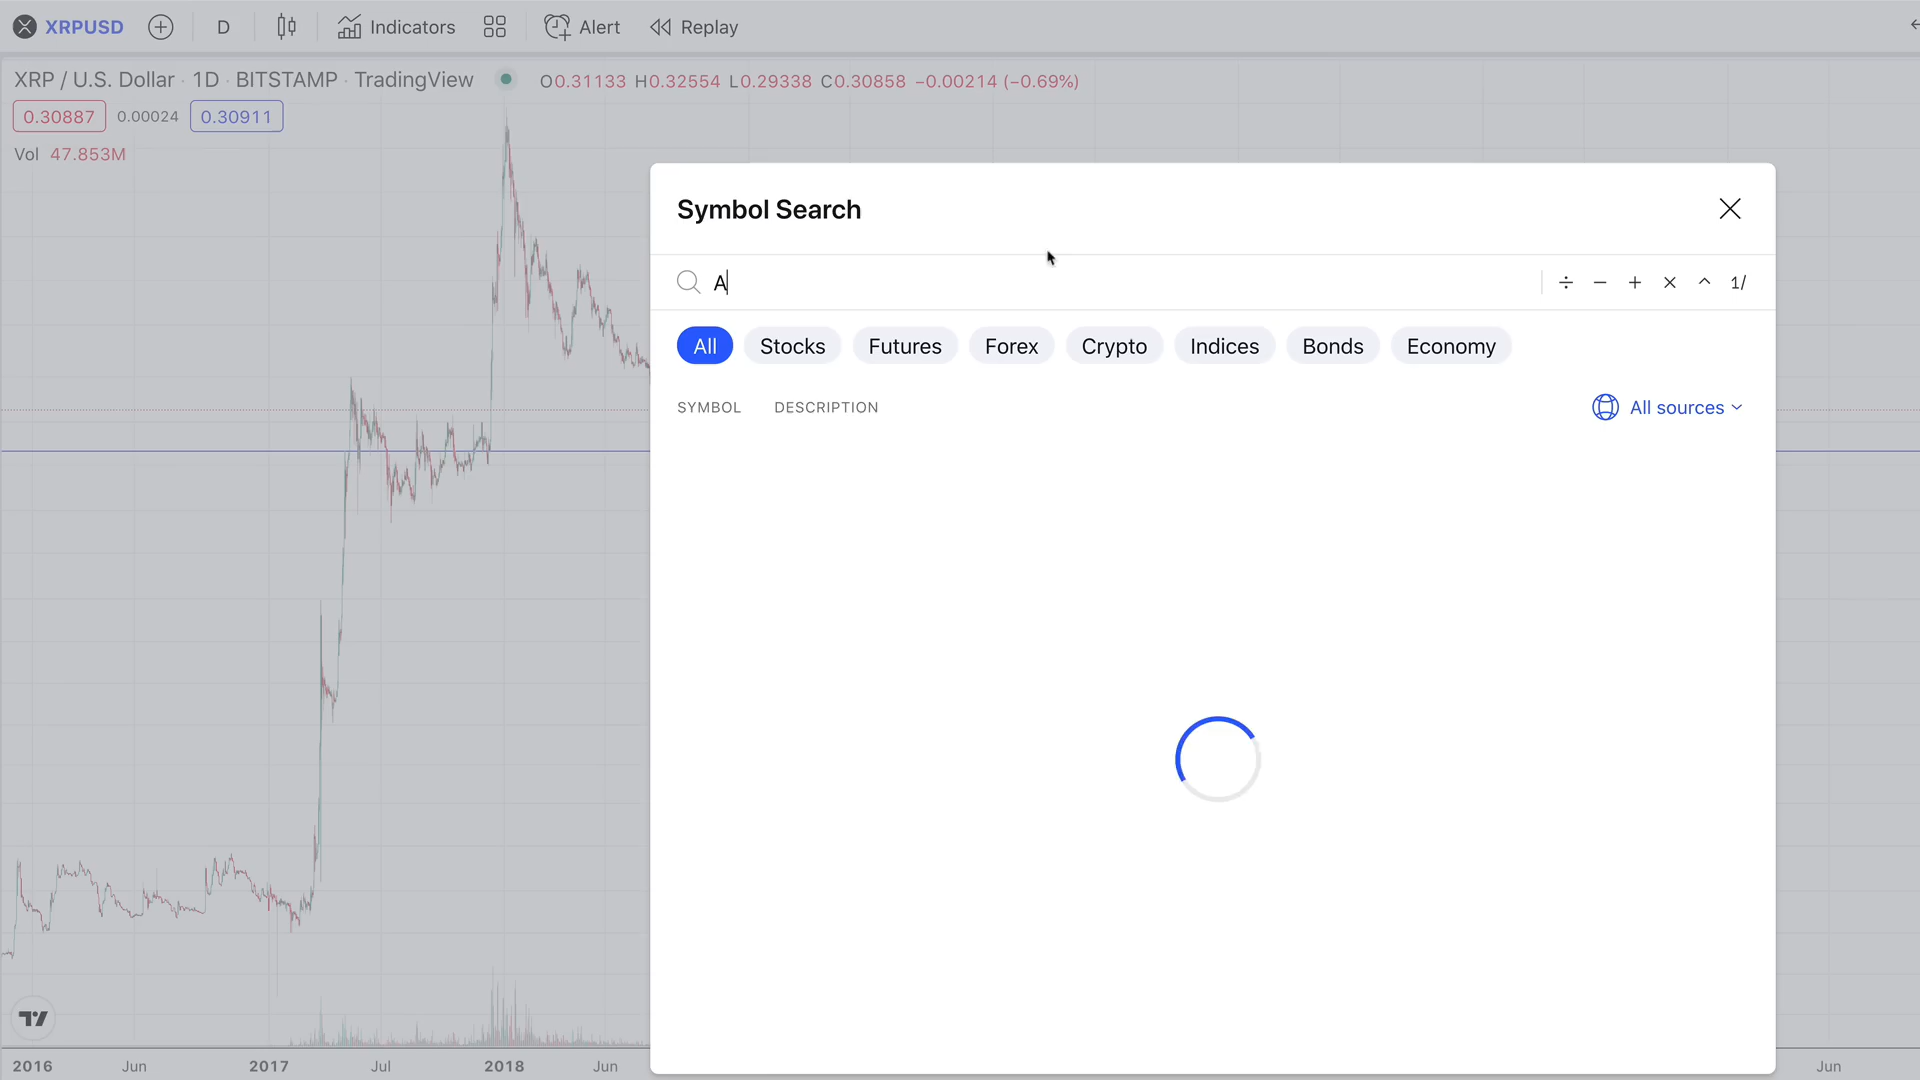 XRPUSD D Indicators Alert Replay
XRP / U.S. Dollar · 1D · BITSTAMP · TradingView O0.31133 H0.32554 L0.29338 C0.30858 −0.00214 (−0.69%)
0.30887 0.00024 0.30911
Vol 47.853M
Symbol Search
A ÷ − + × ^ 1/
All Stocks Futures Forex Crypto Indices Bonds Economy
SYMBOL DESCRIPTION All sources
2016 Jun 2017 Jul 2018 Jun Jun